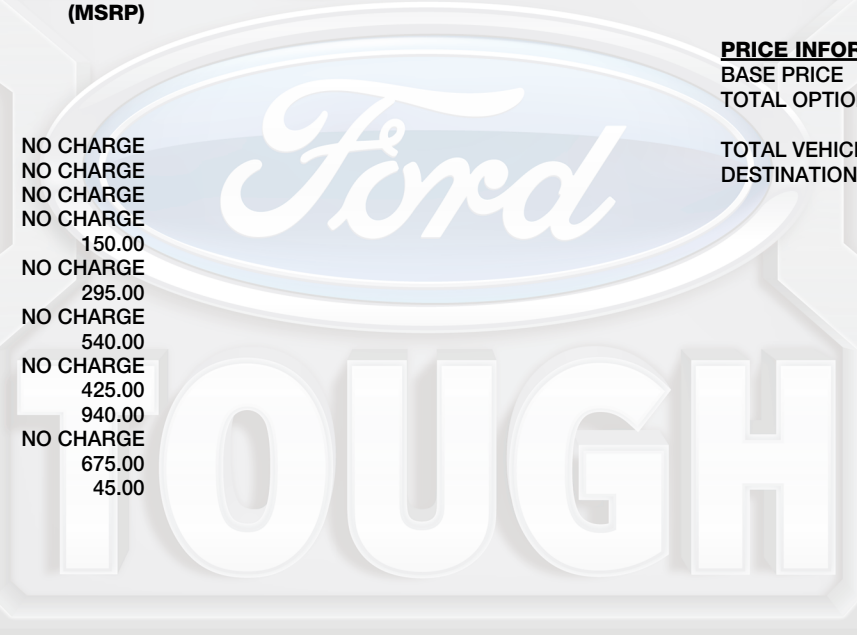 (MSRP)
NO CHARGE
NO CHARGE
NO CHARGE
NO CHARGE
150.00
NO CHARGE
295.00
NO CHARGE
540.00
NO CHARGE
425.00
940.00
NO CHARGE
675.00
45.00
PRICE INFOR
BASE PRICE
TOTAL OPTIO
TOTAL VEHICL
DESTINATION
Ford
TOUGH